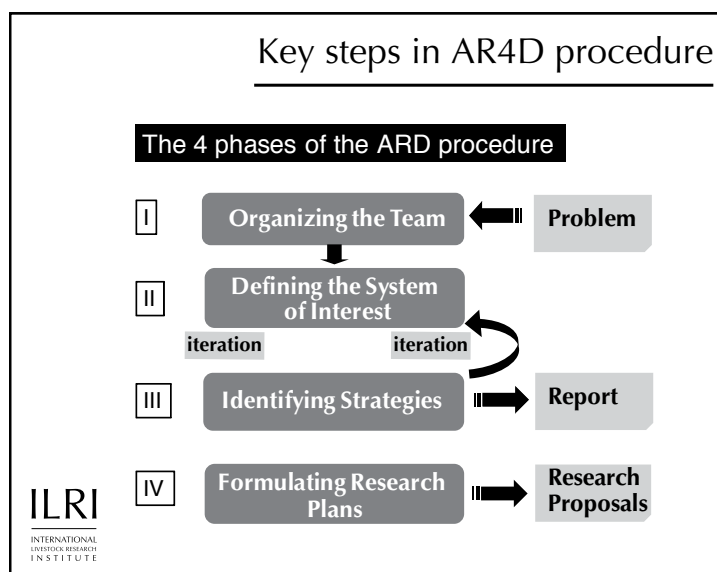 Key steps in AR4D procedure
The 4 phases of the ARD procedure
I
Organizing the Team
Problem
II
Defining the System
of Interest
iteration
iteration
III
Identifying Strategies
Report
IV
Formulating Research
Plans
Research
Proposals
ILRI
INTERNATIONAL
LIVESTOCK RESEARCH
INSTITUTE